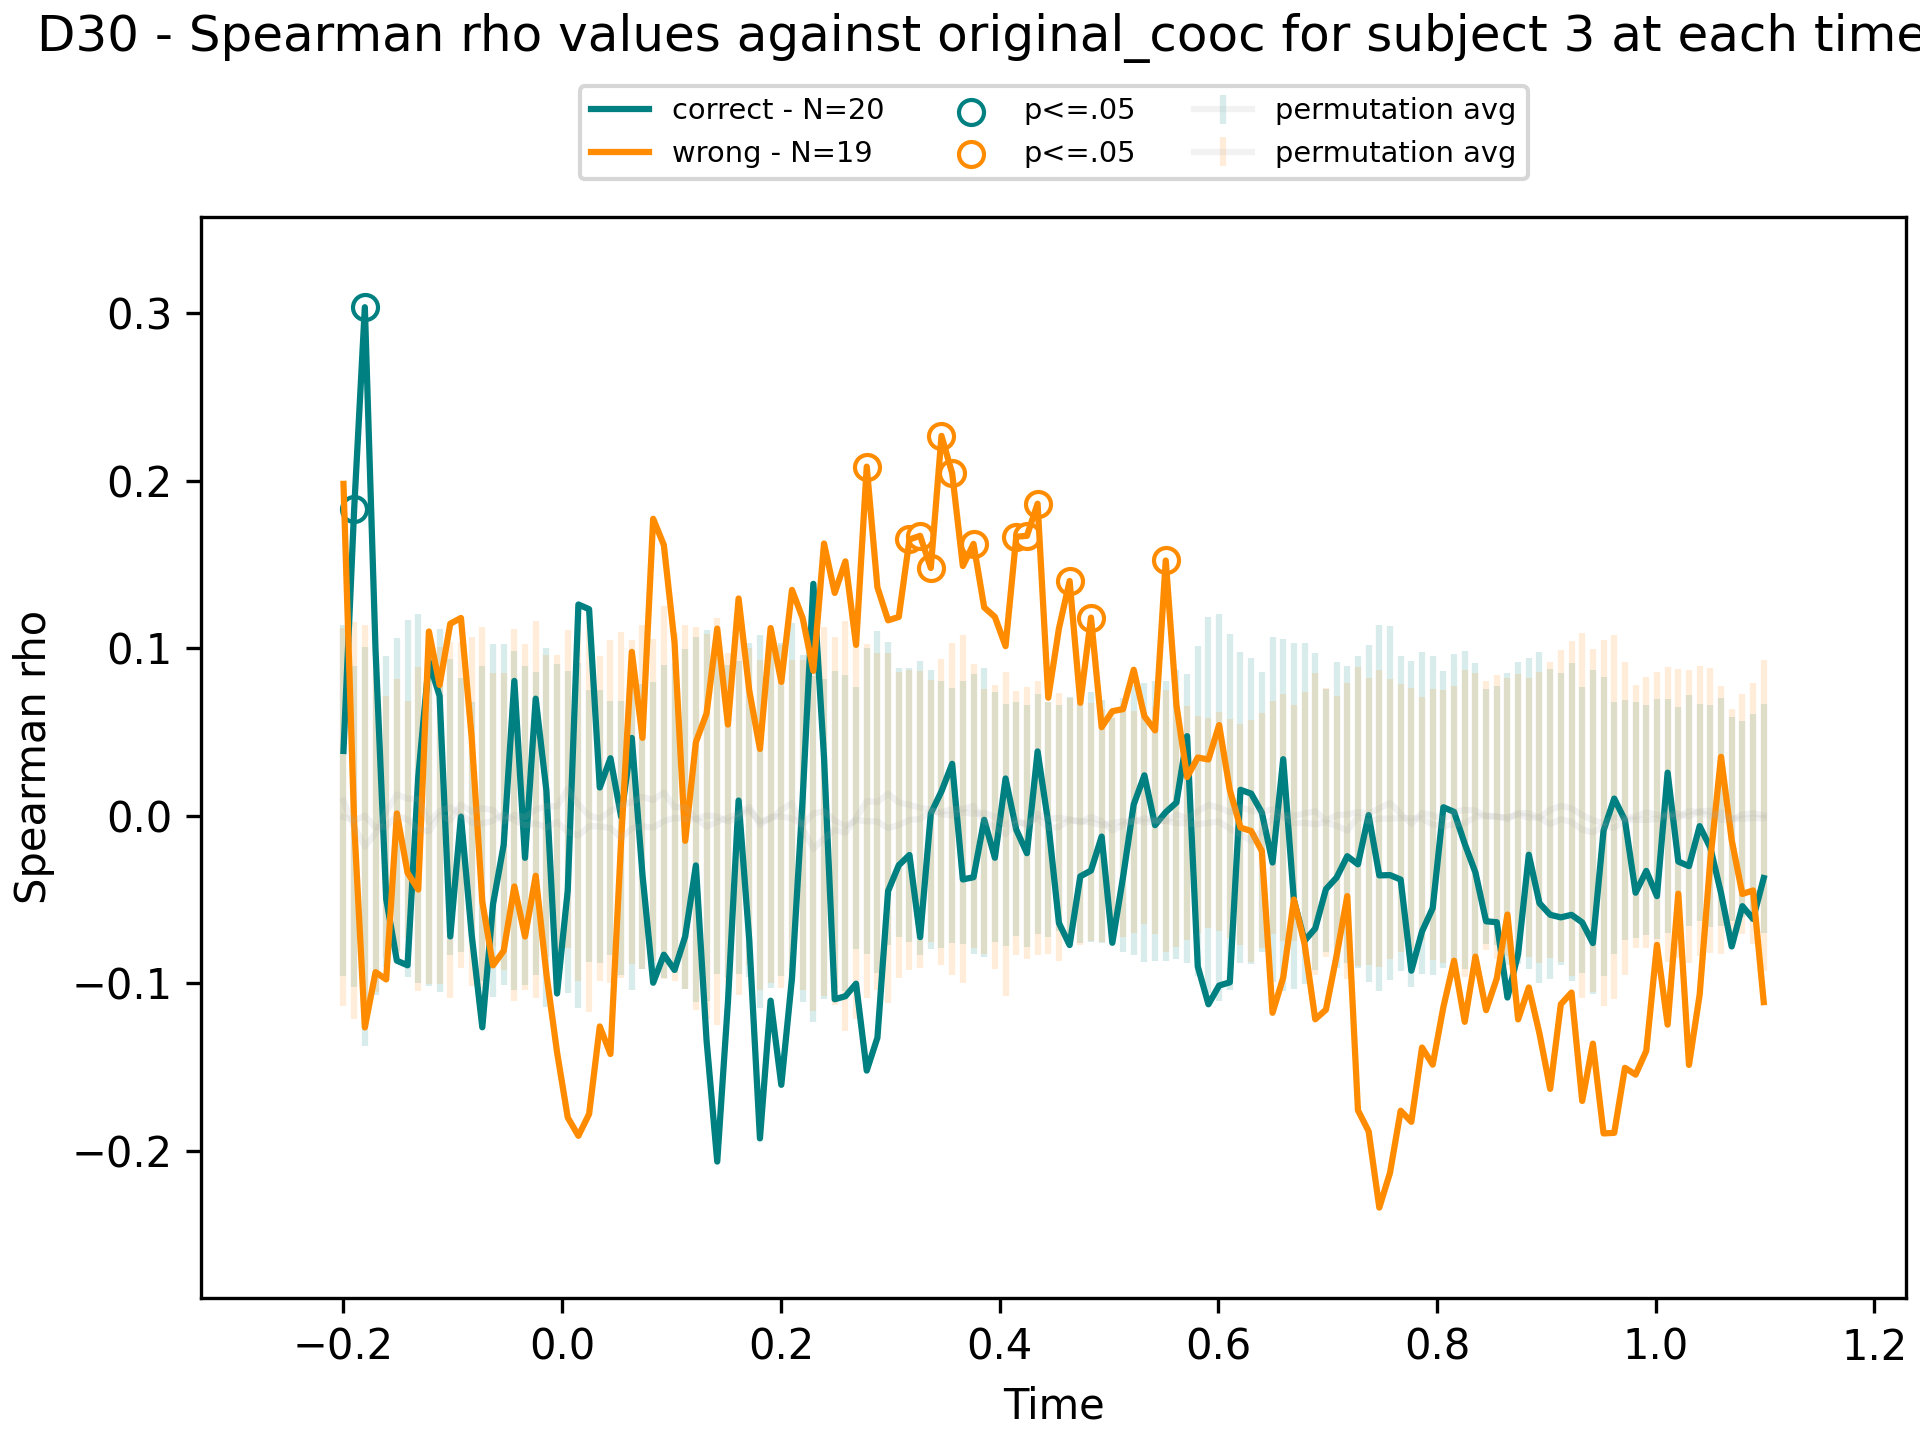 D30 - Spearman rho values against original_cooc for subject 3 at each time
correct - N=20
wrong - N=19
p<=.05
p<=.05
permutation avg
permutation avg
Spearman rho
0.3
0.2
0.1
0.0
−0.1
−0.2
−0.2
0.0
0.2
0.4
0.6
0.8
1.0
1.2
Time